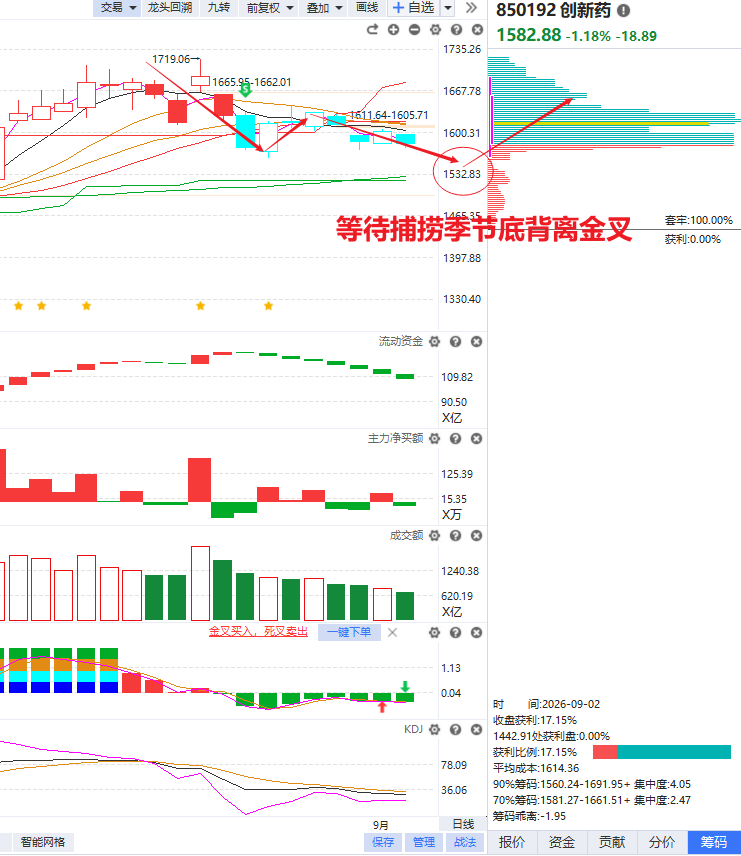 交易 龙头回溯 九转 前复权 叠加 画线 自选
850192 创新药
1582.88 -1.18% -18.89
1735.26
1719.06
1665.95-1662.01
1667.78
S
1611.64-1605.71
1600.31
1532.83
1465.35
等待捕捞季节底背离金叉
套牢:100.00%
获利:0.00%
1397.88
1330.40
流动资金
109.82
90.50
X亿
主力净买额
125.39
15.35
X万
成交额
1240.38
620.19
X亿
金叉买入，死叉卖出 一键下单
1.13
0.04
KDJ
78.09
36.06
时 间:2026-09-02
收盘获利:17.15%
1442.91处获利盘:0.00%
获利比例:17.15%
平均成本:1614.36
90%筹码:1560.24-1691.95+ 集中度:4.05
70%筹码:1581.27-1661.51+ 集中度:2.47
筹码乖离:-1.95
9月 日线
智能网格 保存 管理 战法
报价 资金 贡献 分价 筹码